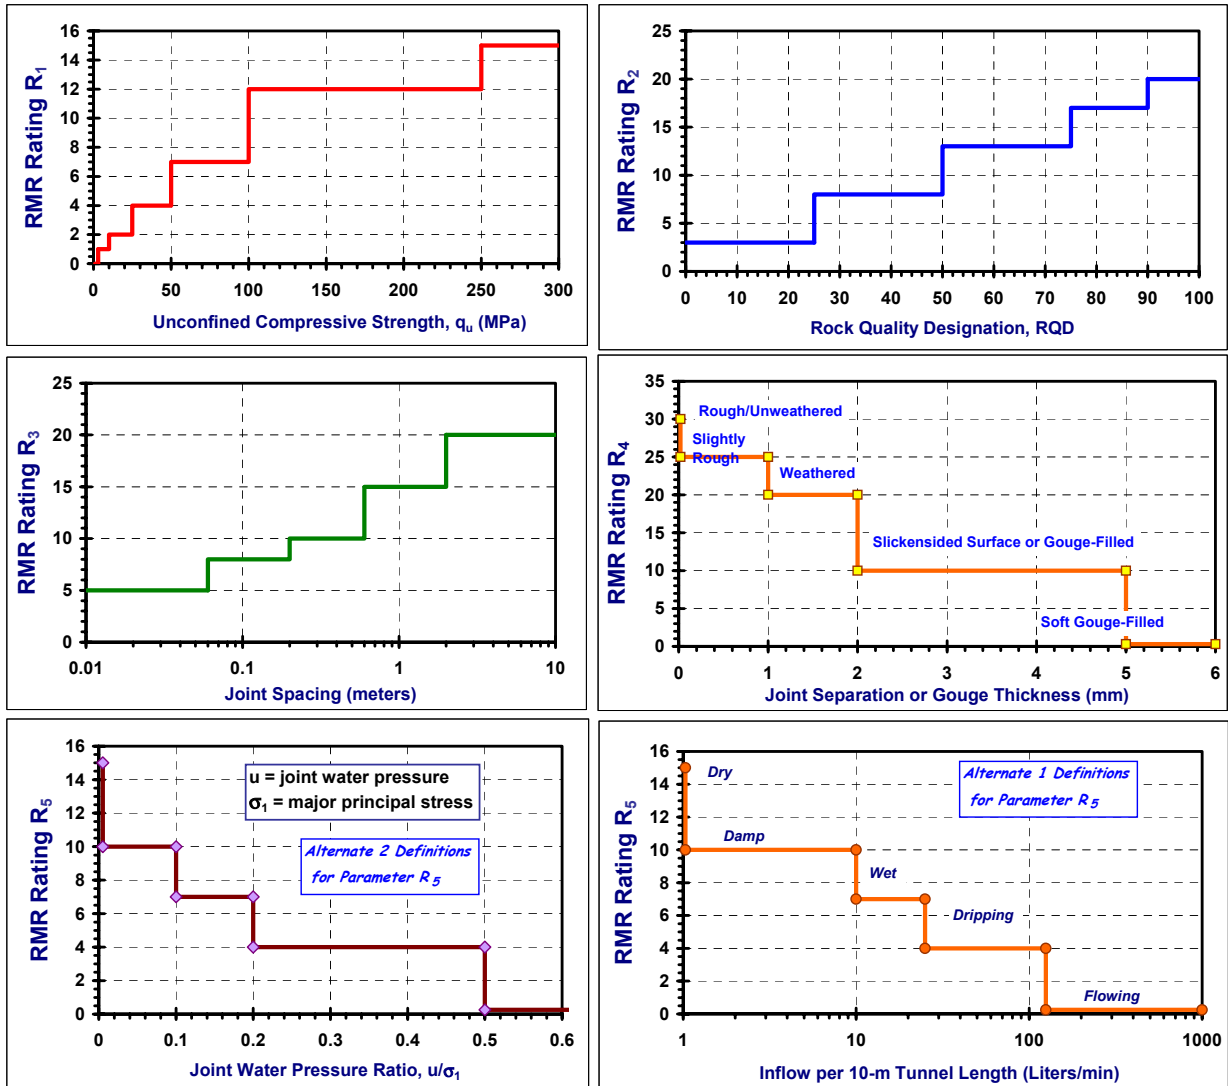 RMR Rating R1
16
14
12
10
8
6
4
2
0
0 50 100 150 200 250 300
Unconfined Compressive Strength, qu (MPa)
RMR Rating R2
25
20
15
10
5
0
0 10 20 30 40 50 60 70 80 90 100
Rock Quality Designation, RQD
RMR Rating R3
25
20
15
10
5
0
0.01 0.1 1 10
Joint Spacing (meters)
RMR Rating R4
35
30
25
20
15
10
5
0
Rough/Unweathered
Slightly
Rough
Weathered
Slickensided Surface or Gouge-Filled
Soft Gouge-Filled
0 1 2 3 4 5 6
Joint Separation or Gouge Thickness (mm)
RMR Rating R5
16
14
12
10
8
6
4
2
0
u = joint water pressure
σ1 = major principal stress
Alternate 2 Definitions
for Parameter R5
0 0.1 0.2 0.3 0.4 0.5 0.6
Joint Water Pressure Ratio, u/σ1
RMR Rating R5
16
14
12
10
8
6
4
2
0
Alternate 1 Definitions
for Parameter R5
Dry
Damp
Wet
Dripping
Flowing
1 10 100 1000
Inflow per 10-m Tunnel Length (Liters/min)